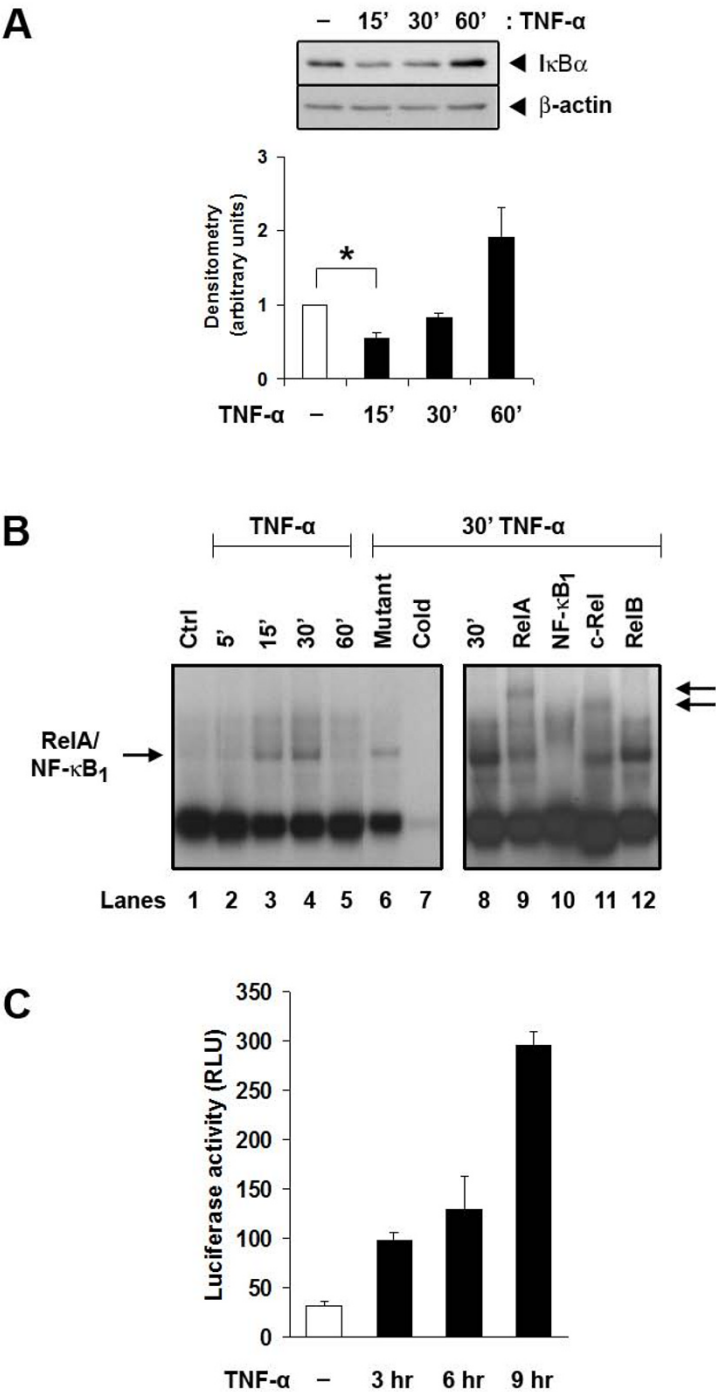 A
– 15’ 30’ 60’ : TNF-α
IκBα
β-actin
Densitometry
(arbitrary units)
3
2
1
0
*
TNF-α – 15’ 30’ 60’
B
TNF-α 30’ TNF-α
Ctrl 5’ 15’ 30’ 60’ Mutant Cold 30’ RelA NF-κB1 c-Rel RelB
RelA/
NF-κB1
Lanes 1 2 3 4 5 6 7 8 9 10 11 12
C
Luciferase activity (RLU)
350
300
250
200
150
100
50
0
TNF-α – 3 hr 6 hr 9 hr